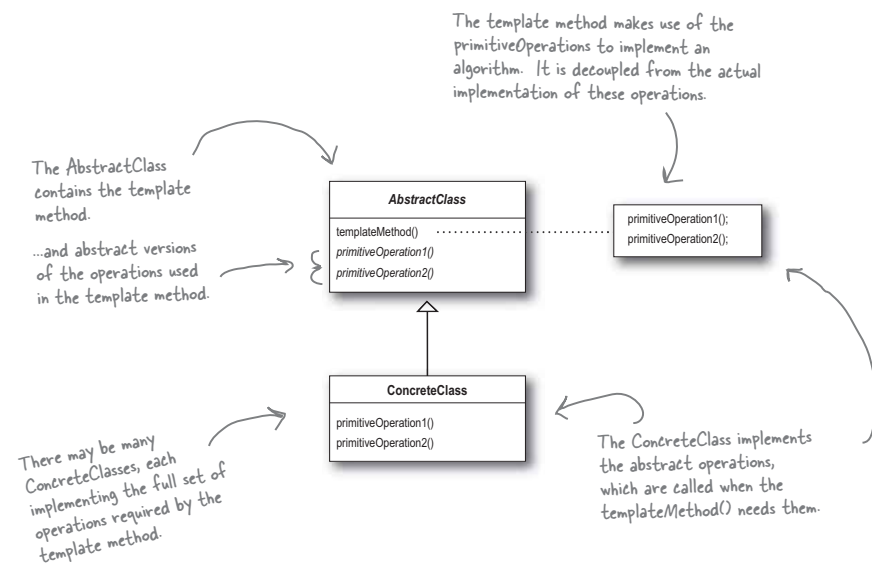 The template method makes use of the
primitiveOperations to implement an
algorithm. It is decoupled from the actual
implementation of these operations.
The AbstractClass
contains the template
method.
...and abstract versions
of the operations used
in the template method.
AbstractClass
templateMethod()
primitiveOperation1()
primitiveOperation2()
primitiveOperation1();
primitiveOperation2();
ConcreteClass
primitiveOperation1()
primitiveOperation2()
There may be many
ConcreteClasses, each
implementing the full set of
operations required by the
template method.
The ConcreteClass implements
the abstract operations,
which are called when the
templateMethod() needs them.